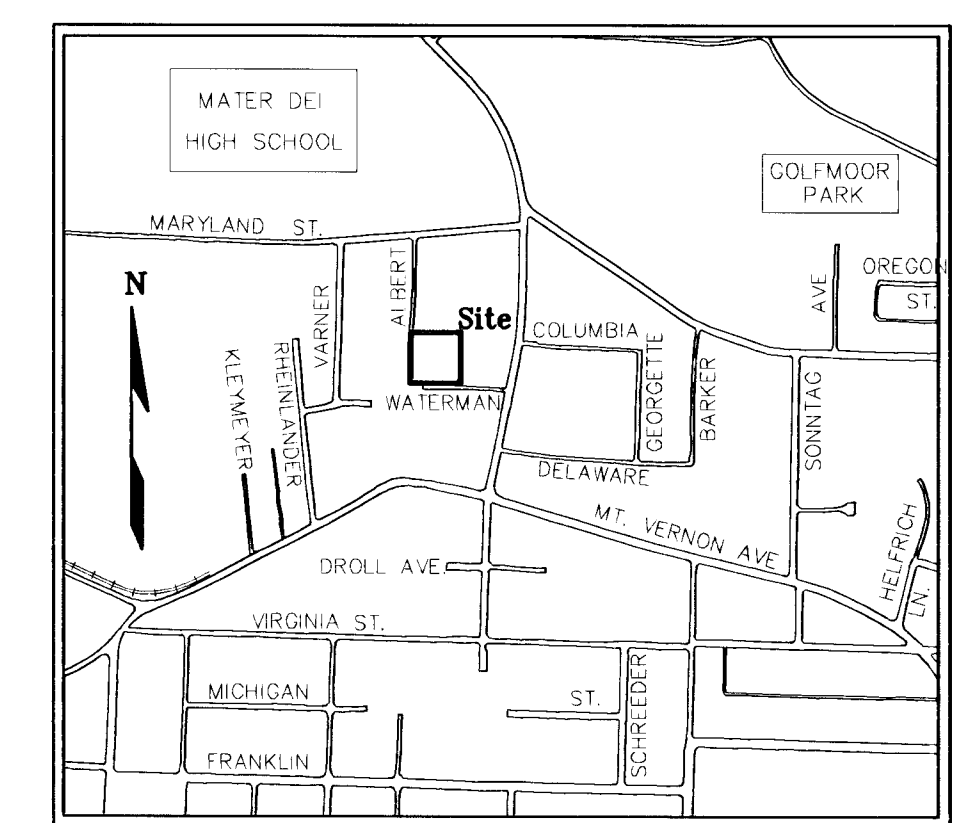 MATER DEI
HIGH SCHOOL
GOLFMOOR
PARK
MARYLAND ST.
N
ALBERT
VARNER
AVE
OREGON
ST.
Site
COLUMBIA
RHEINLANDER
KLEYMEYER
GEORGETTE
BARKER
WATERMAN
SONNTAG
DELAWARE
MT. VERNON AVE
HELFRICH
LN.
DROLL AVE.
VIRGINIA ST.
SCHREEDER
MICHIGAN
ST.
FRANKLIN